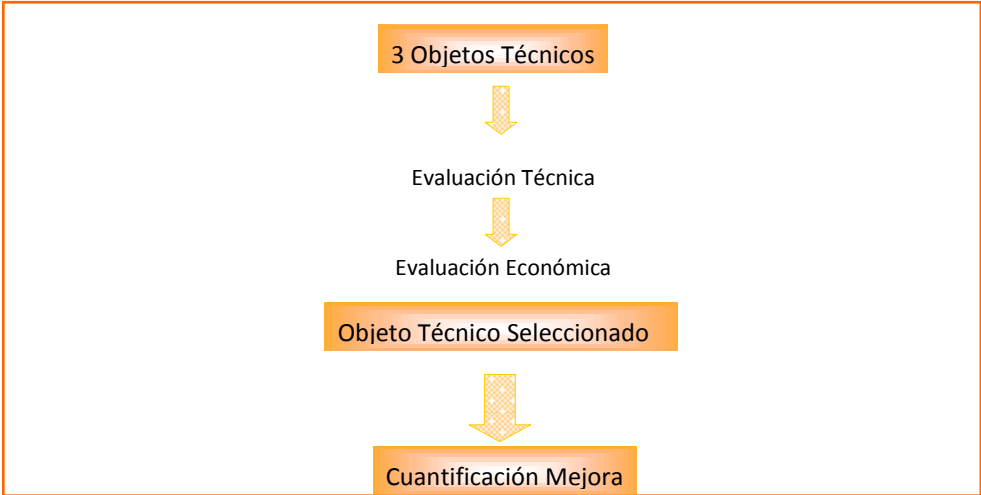 3 Objetos Técnicos
Evaluación Técnica
Evaluación Económica
Objeto Técnico Seleccionado
Cuantificación Mejora